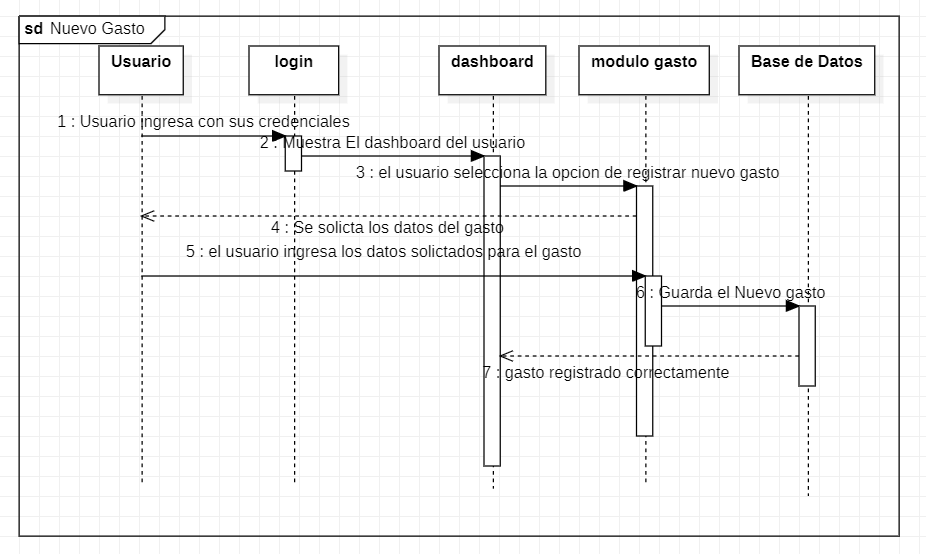 sd Nuevo Gasto
Usuario
login
dashboard
modulo gasto
Base de Datos
1 : Usuario ingresa con sus credenciales
2 : Muestra El dashboard del usuario
3 : el usuario selecciona la opcion de registrar nuevo gasto
4 : Se solicta los datos del gasto
5 : el usuario ingresa los datos solictados para el gasto
6 : Guarda el Nuevo gasto
7 : gasto registrado correctamente